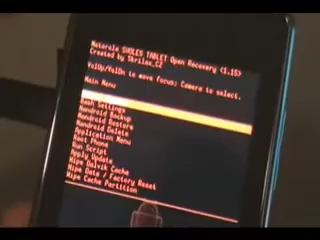 Motorola SHOLES TABLET Open Recovery (1.15)
Created by Skrilax_CZ
VolUp/VolDn to move focus; Camera to select.
Main Menu
Bash Settings
Nandroid Backup
Nandroid Restore
Nandroid Delete
Application Menu
Root Phone
Run Script
Apply Update
Wipe Dalvik Cache
Wipe Data / Factory Reset
Wipe Cache Partition